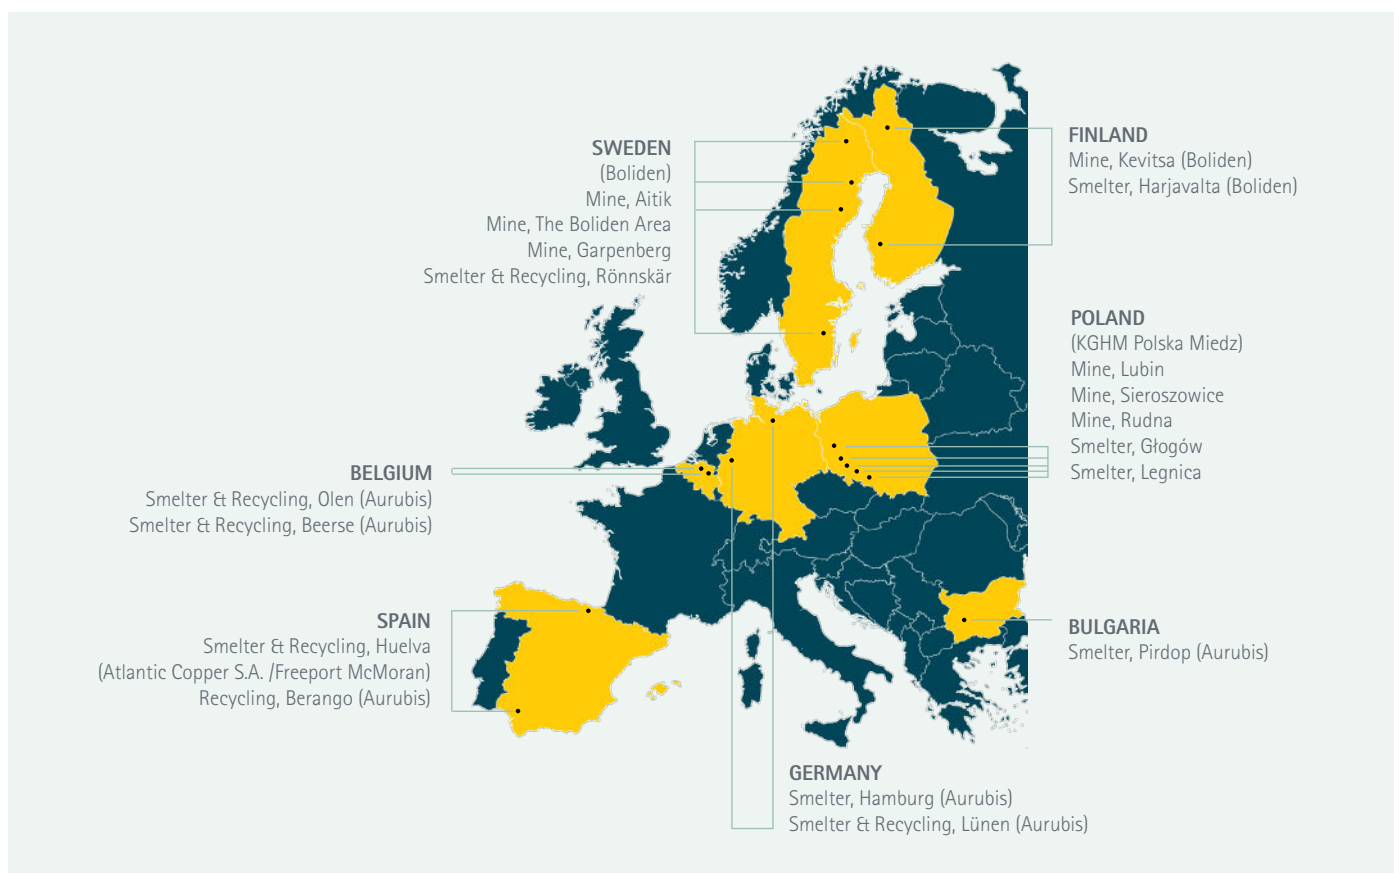 SWEDEN
(Boliden)
Mine, Aitik
Mine, The Boliden Area
Mine, Garpenberg
Smelter & Recycling, Rönnskär
FINLAND
Mine, Kevitsa (Boliden)
Smelter, Harjavalta (Boliden)
POLAND
(KGHM Polska Miedz)
Mine, Lubin
Mine, Sieroszowice
Mine, Rudna
Smelter, Głogów
Smelter, Legnica
BELGIUM
Smelter & Recycling, Olen (Aurubis)
Smelter & Recycling, Beerse (Aurubis)
SPAIN
Smelter & Recycling, Huelva
(Atlantic Copper S.A. /Freeport McMoran)
Recycling, Berango (Aurubis)
BULGARIA
Smelter, Pirdop (Aurubis)
GERMANY
Smelter, Hamburg (Aurubis)
Smelter & Recycling, Lünen (Aurubis)